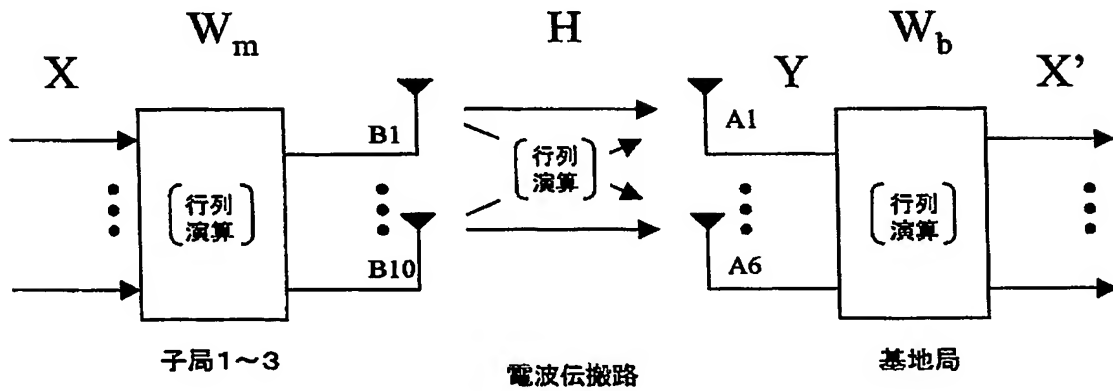 W_m
H
W_b
X
Y
X'
B1
A1
行列
演算
行列
演算
行列
演算
B10
A6
子局1～3
電波伝搬路
基地局